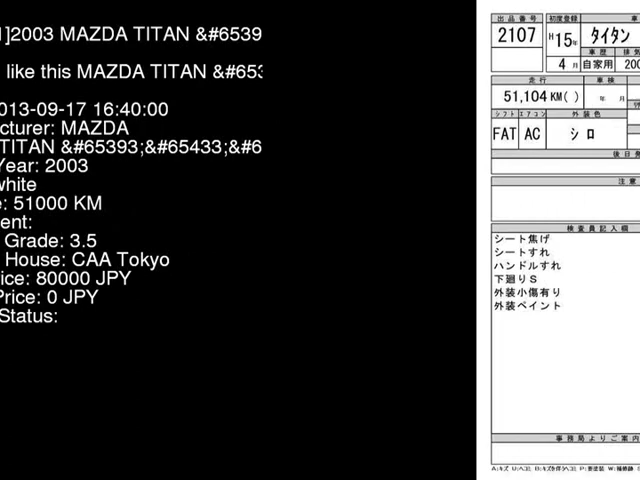 1]2003 MAZDA TITAN &#6539
like this MAZDA TITAN &#653
013-09-17 16:40:00
cturer: MAZDA
TITAN &#65393;&#65433;&#6
Year: 2003
white
e: 51000 KM
ent:
Grade: 3.5
House: CAA Tokyo
ice: 80000 JPY
Price: 0 JPY
Status:
出品番号 初度登録 車
2107 H15年 タイタン
車歴 排気
4月 自家用 200
走行 車検
51,104 KM( ) 年 月
シフト エアコン 外装色
FAT AC シロ
後日発
注意
検査員記入欄
シート焦げ
シートすれ
ハンドルすれ
下廻りS
外装小傷有り
外装ペイント
事務局よりご案内